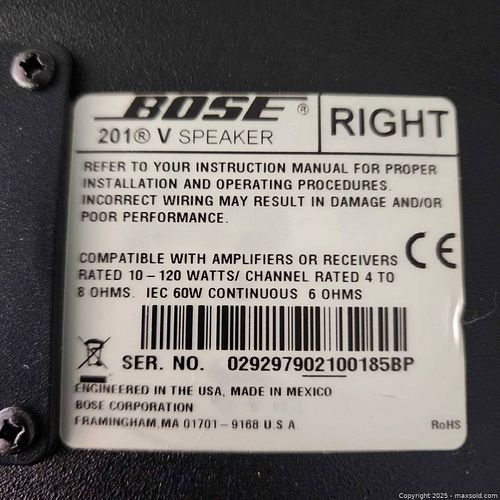 BOSE®
201® V SPEAKER
RIGHT
REFER TO YOUR INSTRUCTION MANUAL FOR PROPER
INSTALLATION AND OPERATING PROCEDURES.
INCORRECT WIRING MAY RESULT IN DAMAGE AND/OR
POOR PERFORMANCE.
COMPATIBLE WITH AMPLIFIERS OR RECEIVERS
RATED 10 – 120 WATTS/ CHANNEL RATED 4 TO
8 OHMS. IEC 60W CONTINUOUS 6 OHMS
CE
SER. NO. 029297902100185BP
ENGINEERED IN THE USA, MADE IN MEXICO
BOSE CORPORATION
FRAMINGHAM, MA 01701 – 9168 U.S.A
RoHS
Copyright 2025 - maxsold.com